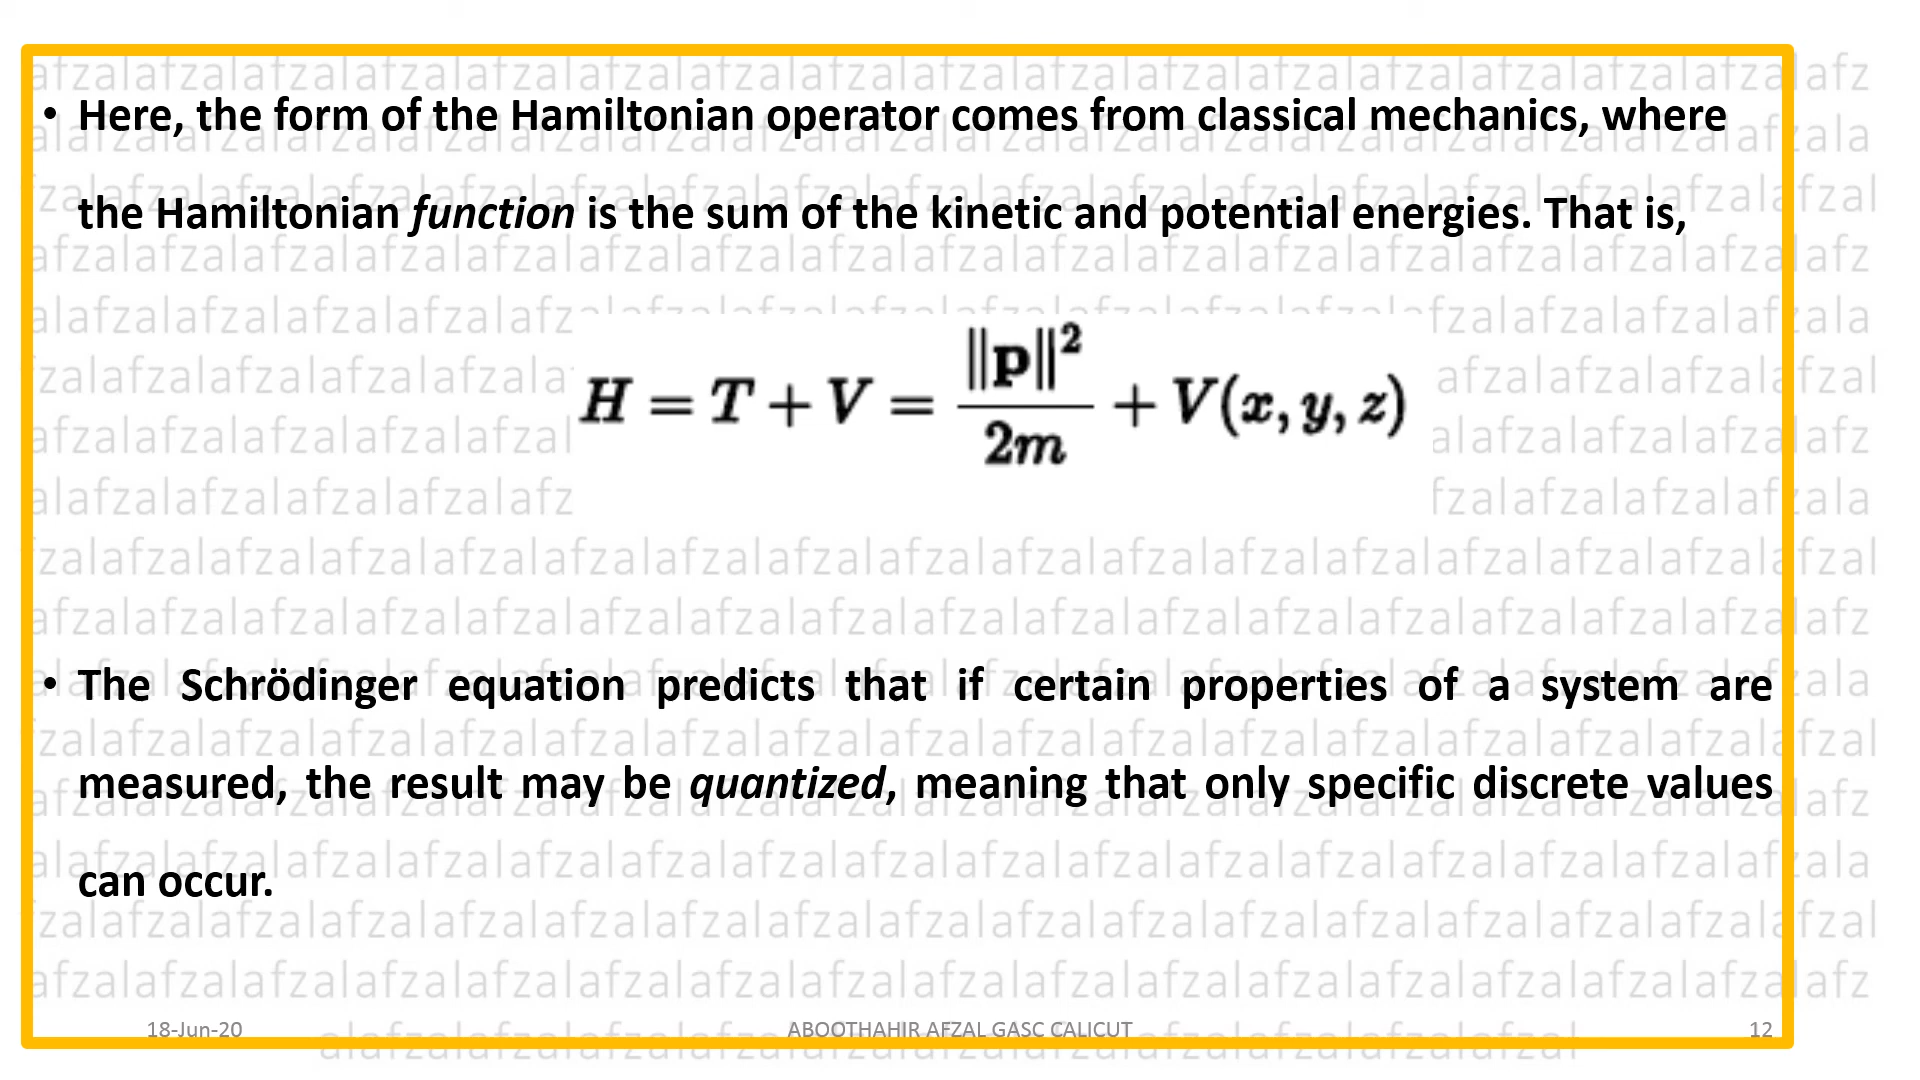 • Here, the form of the Hamiltonian operator comes from classical mechanics, where
the Hamiltonian function is the sum of the kinetic and potential energies. That is,
H = T + V = ‖p‖² / 2m + V(x, y, z)
• The Schrödinger equation predicts that if certain properties of a system are
measured, the result may be quantized, meaning that only specific discrete values
can occur.
18-Jun-20 ABOOTHAHIR AFZAL GASC CALICUT 12